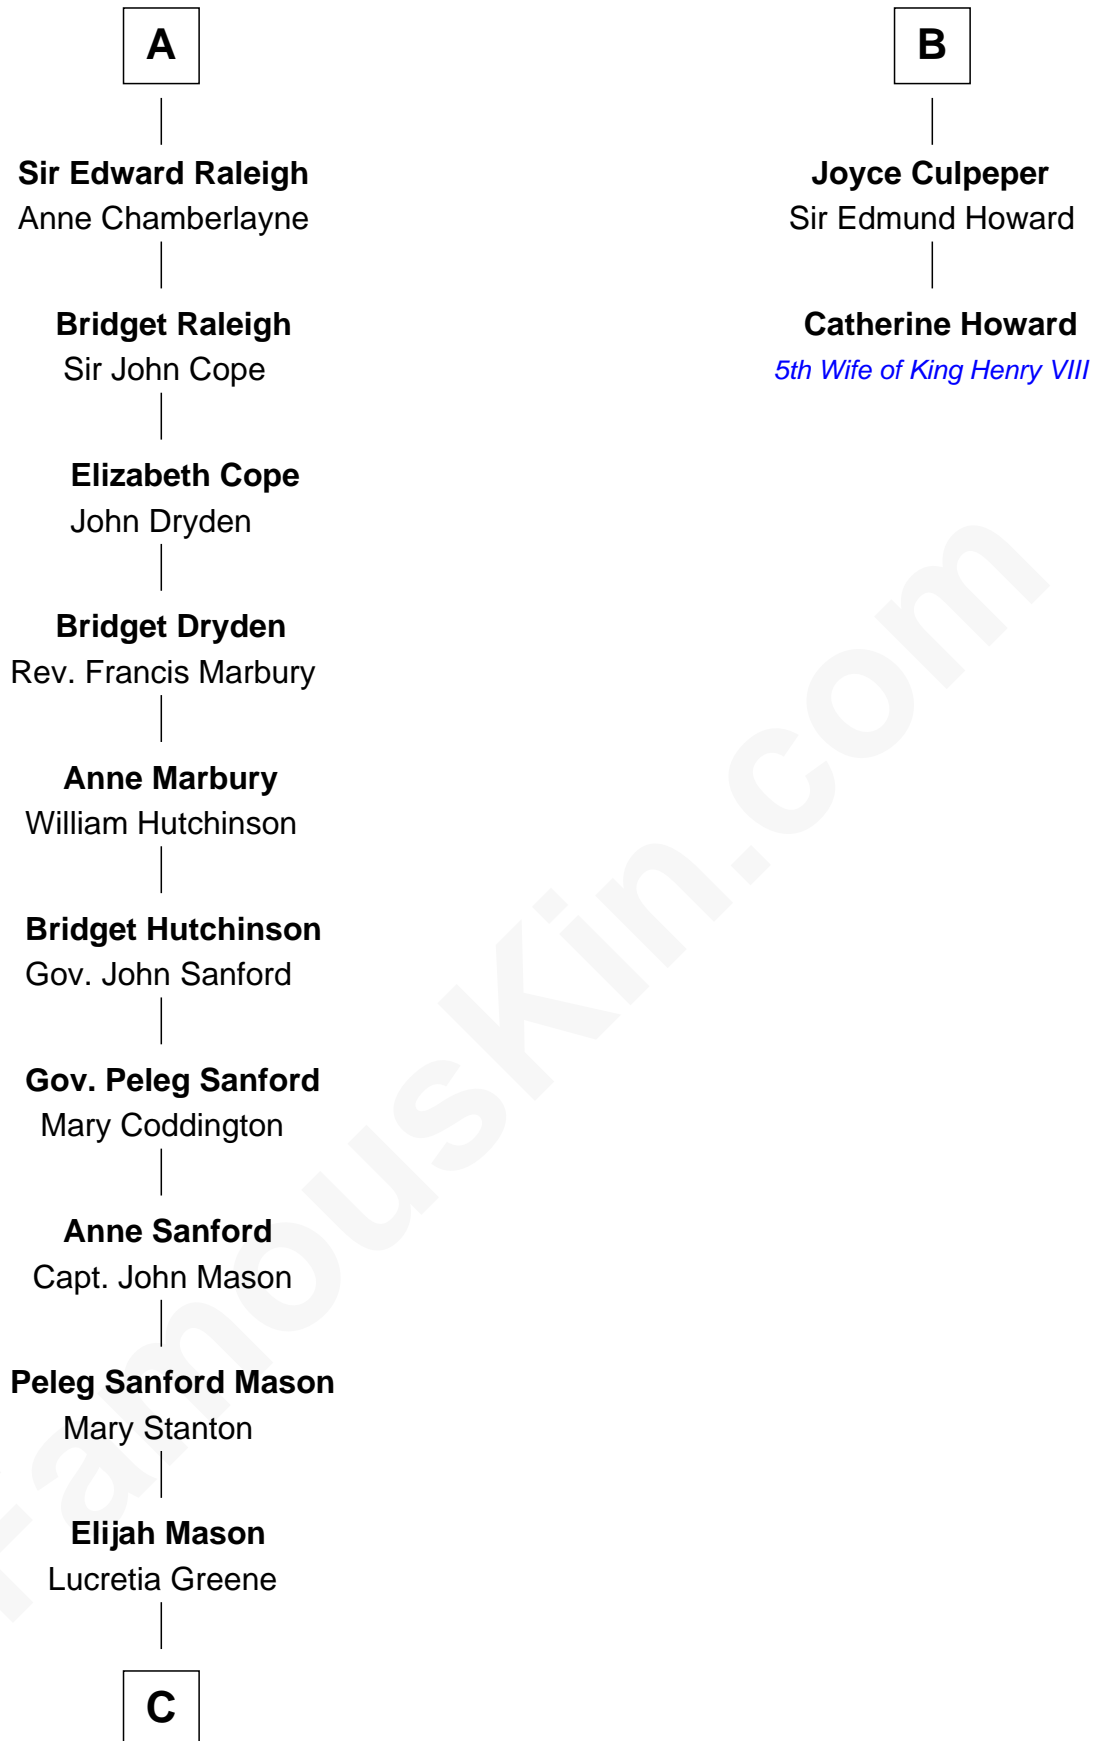 A
Sir Edward Raleigh
Anne Chamberlayne
Bridget Raleigh
Sir John Cope
Elizabeth Cope
John Dryden
Bridget Dryden
Rev. Francis Marbury
Anne Marbury
William Hutchinson
Bridget Hutchinson
Gov. John Sanford
Gov. Peleg Sanford
Mary Coddington
Anne Sanford
Capt. John Mason
Peleg Sanford Mason
Mary Stanton
Elijah Mason
Lucretia Greene
C
B
Joyce Culpeper
Sir Edmund Howard
Catherine Howard
5th Wife of King Henry VIII
FamousKin.com